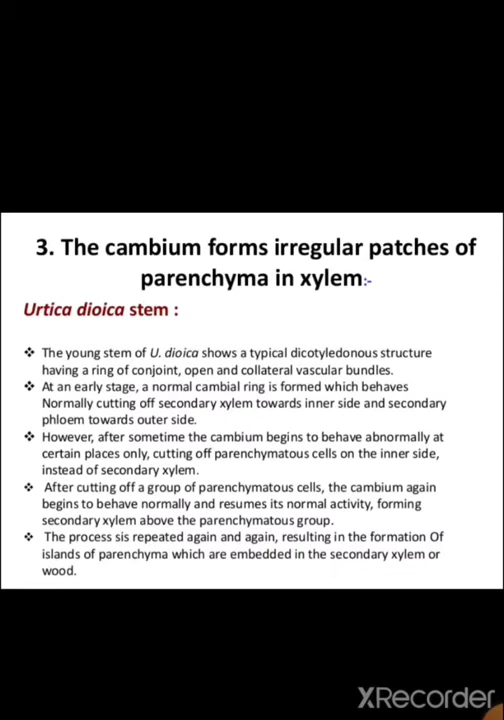 3. The cambium forms irregular patches of
parenchyma in xylem:-
Urtica dioica stem :
❖ The young stem of U. dioica shows a typical dicotyledonous structure
having a ring of conjoint, open and collateral vascular bundles.
❖ At an early stage, a normal cambial ring is formed which behaves
Normally cutting off secondary xylem towards inner side and secondary
phloem towards outer side.
❖ However, after sometime the cambium begins to behave abnormally at
certain places only, cutting off parenchymatous cells on the inner side,
instead of secondary xylem.
❖ After cutting off a group of parenchymatous cells, the cambium again
begins to behave normally and resumes its normal activity, forming
secondary xylem above the parenchymatous group.
❖ The process sis repeated again and again, resulting in the formation Of
islands of parenchyma which are embedded in the secondary xylem or
wood.
XRecorder